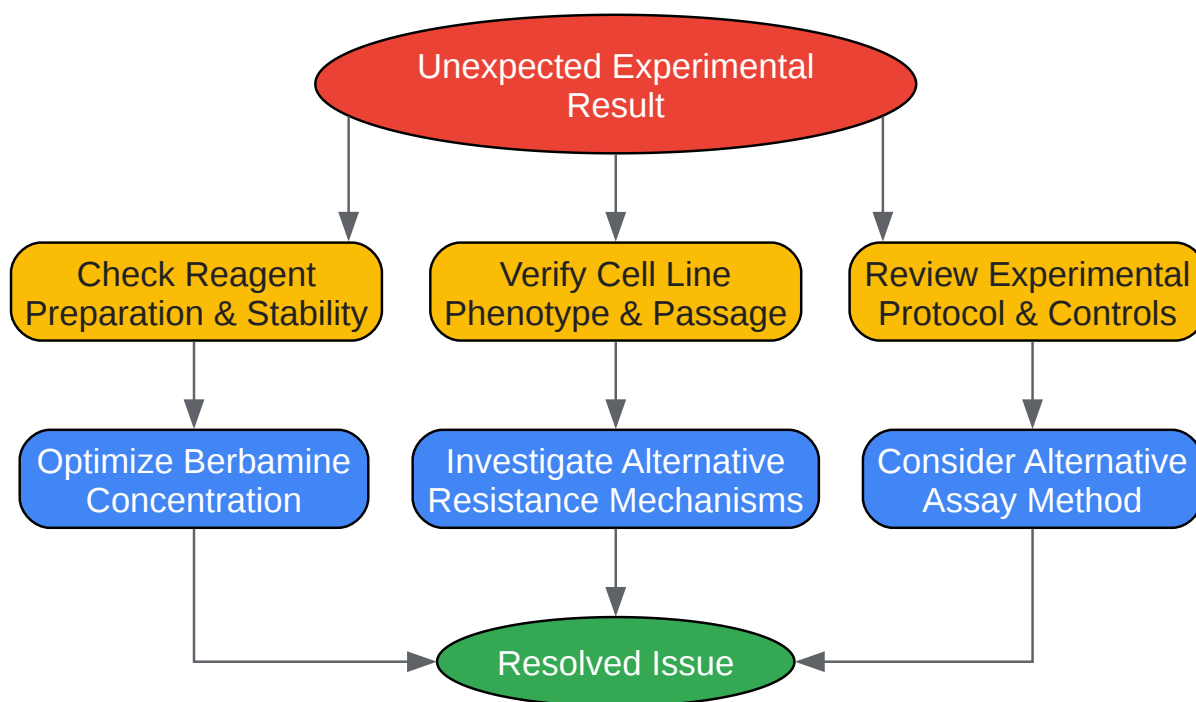 Unexpected Experimental
Result
Check Reagent
Preparation & Stability
Verify Cell Line
Phenotype & Passage
Review Experimental
Protocol & Controls
Optimize Berbamine
Concentration
Investigate Alternative
Resistance Mechanisms
Consider Alternative
Assay Method
Resolved Issue